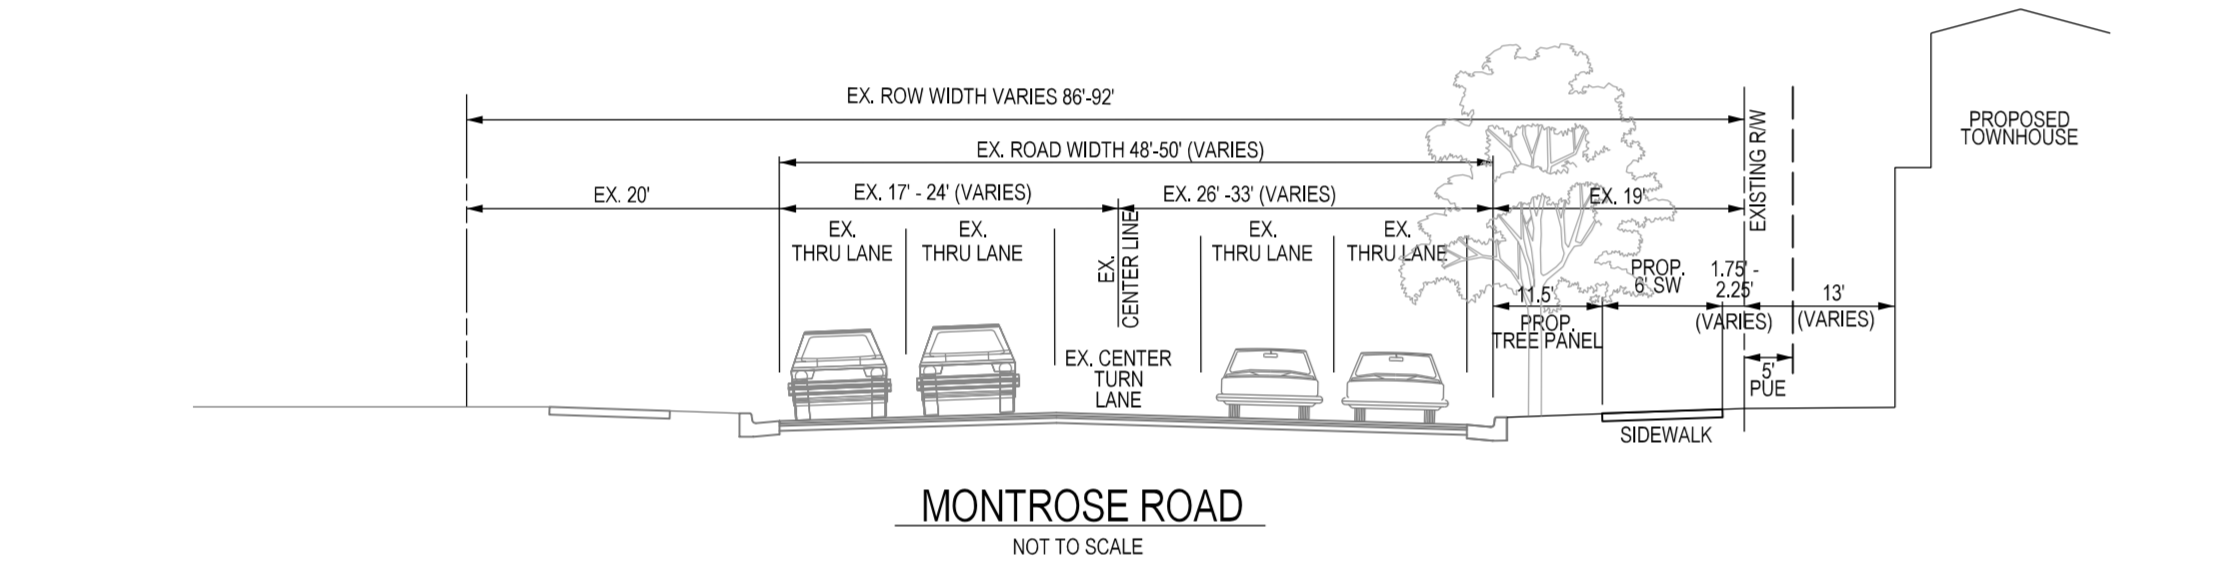 EX. ROW WIDTH VARIES 86'-92'
EX. ROAD WIDTH 48'-50' (VARIES)
EX. 20'
EX. 17' - 24' (VARIES)
EX. 26' -33' (VARIES)
EX. 19'
EXISTING R/W
PROPOSED
TOWNHOUSE
EX.
THRU LANE
EX.
THRU LANE
EX.
CENTER LINE
EX.
THRU LANE
EX.
THRU LANE
PROP.
6' SW
1.75' -
2.25'
(VARIES)
13'
(VARIES)
11.5'
PROP.
TREE PANEL
EX. CENTER
TURN
LANE
5'
PUE
SIDEWALK
MONTROSE ROAD
NOT TO SCALE